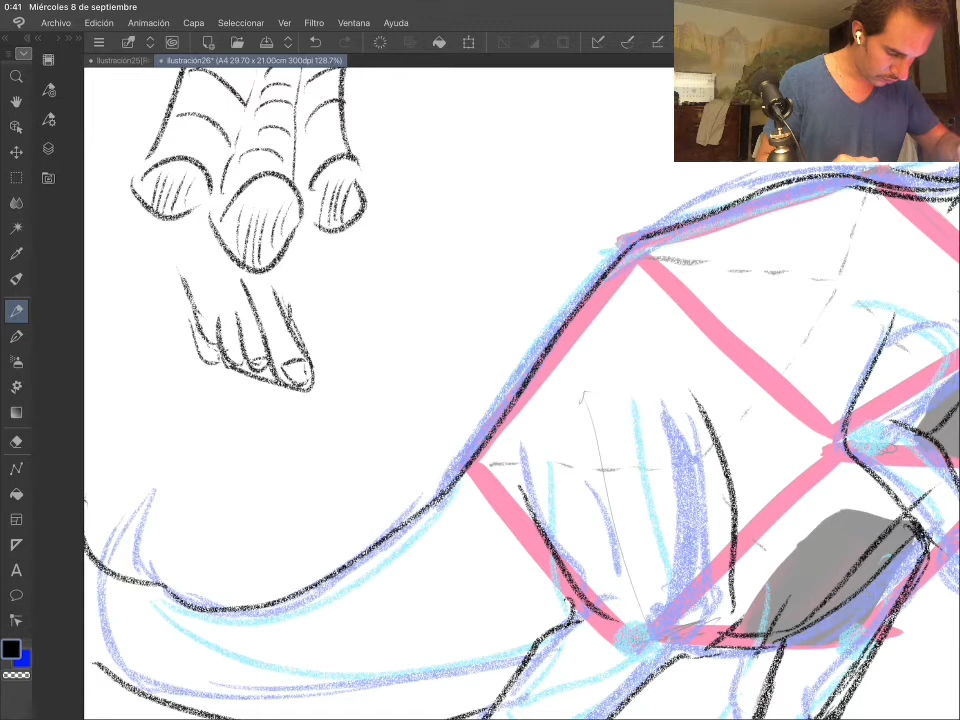 0:41 Miércoles 8 de septiembre
Archivo Edición Animación Capa Seleccionar Ver Filtro Ventana Ayuda
Ilustración25[R Ilustración26* (A4 29.70 x 21.00cm 300dpi 128.7%)
A